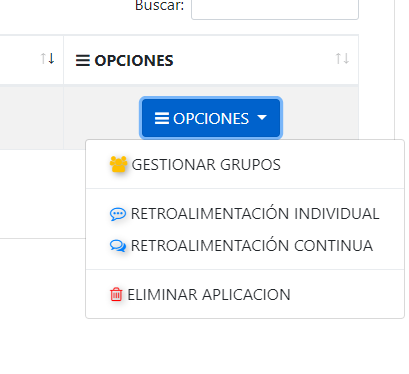 Buscar:
OPCIONES
OPCIONES
GESTIONAR GRUPOS
RETROALIMENTACIÓN INDIVIDUAL
RETROALIMENTACIÓN CONTINUA
ELIMINAR APLICACION